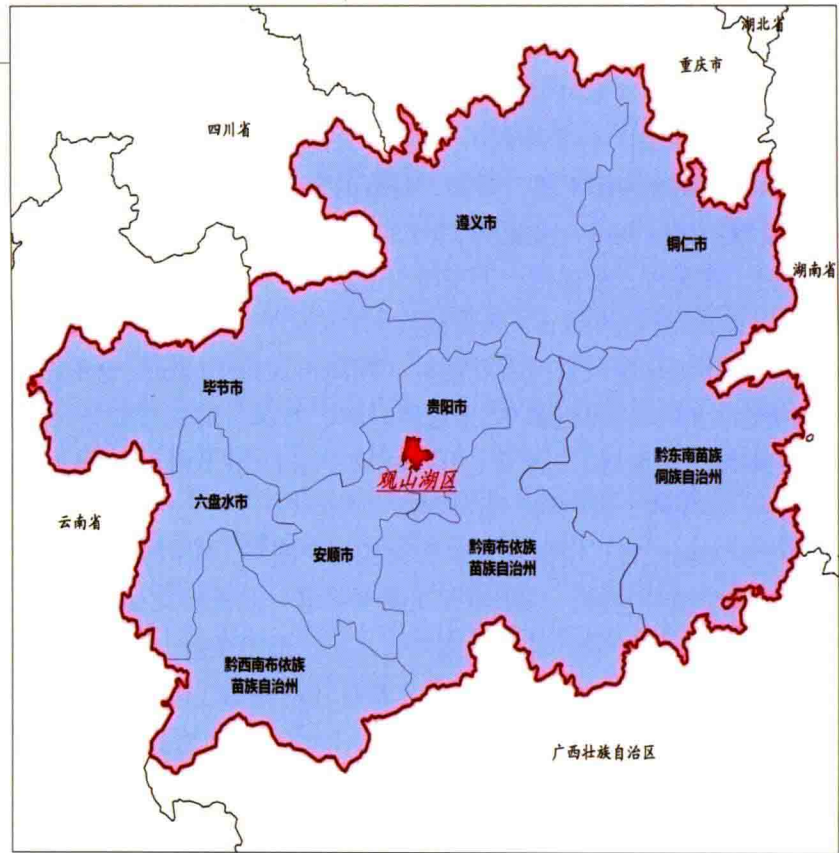 湖北省
重庆市
四川省
遵义市
铜仁市
湖南省
毕节市
贵阳市
黔东南苗族
侗族自治州
观山湖区
六盘水市
云南省
安顺市
黔南布依族
苗族自治州
黔西南布依族
苗族自治州
广西壮族自治区